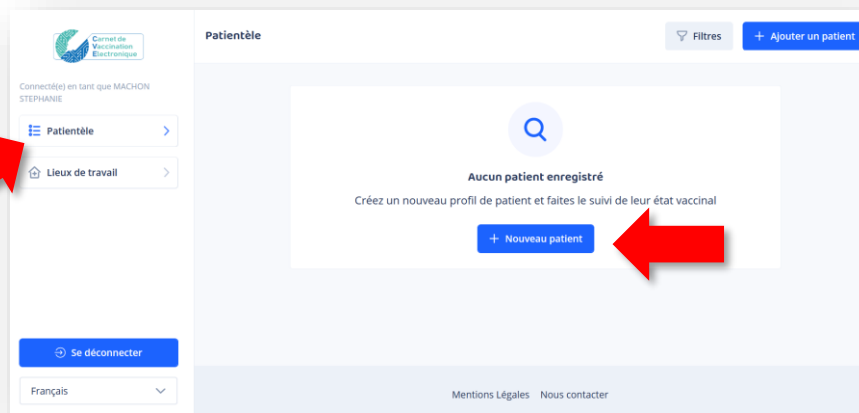 Carnet de
Vaccination
Electronique
Connecté(e) en tant que MACHON
STEPHANIE
Patientèle
Lieux de travail
Se déconnecter
Français
Patientèle
Filtres
+ Ajouter un patient
Aucun patient enregistré
Créez un nouveau profil de patient et faites le suivi de leur état vaccinal
+ Nouveau patient
Mentions Légales Nous contacter